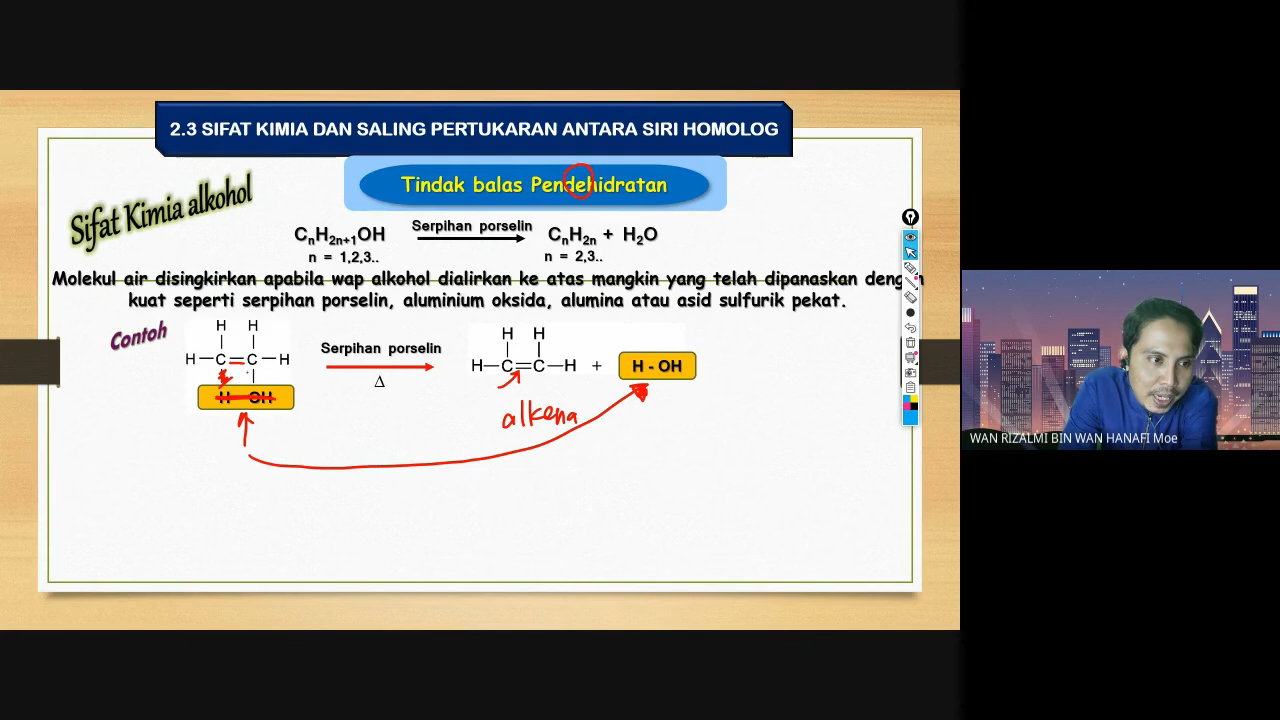 2.3 SIFAT KIMIA DAN SALING PERTUKARAN ANTARA SIRI HOMOLOG
Tindak balas Pendehidratan
Sifat Kimia alkohol
CnH2n+1OH Serpihan porselin CnH2n + H2O
n = 1,2,3.. n = 2,3..
Molekul air disingkirkan apabila wap alkohol dialirkan ke atas mangkin yang telah dipanaskan dengan
kuat seperti serpihan porselin, aluminium oksida, alumina atau asid sulfurik pekat.
Contoh
H H
H—C=C—H
H OH
Serpihan porselin
Δ
H H
H—C=C—H + H - OH
alkena
WAN RIZALMI BIN WAN HANAFI Moe